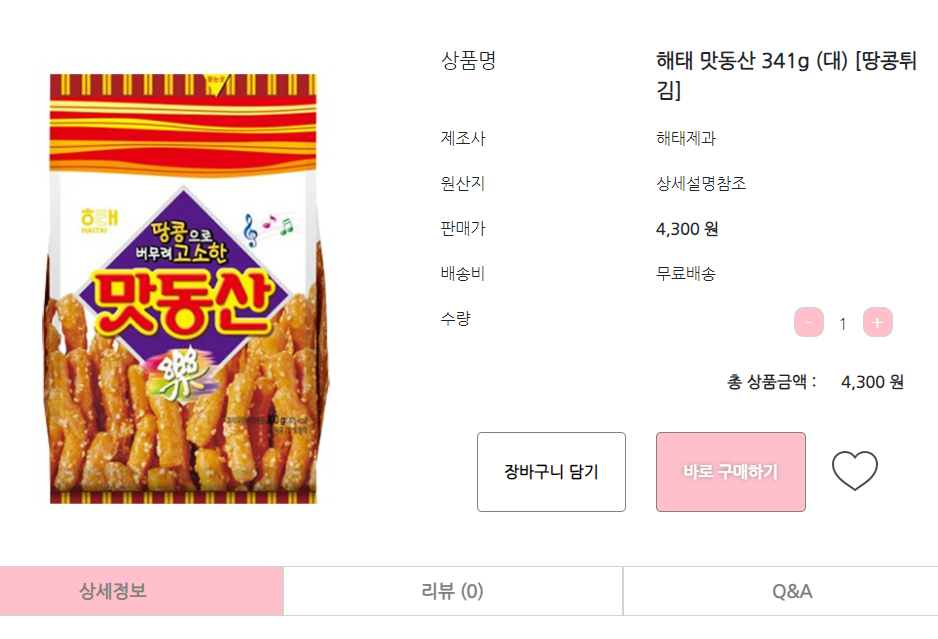 상품명
해태 맛동산 341g (대) [땅콩튀
김]
제조사
해태제과
원산지
상세설명참조
판매가
4,300 원
배송비
무료배송
수량
-
1
+
총 상품금액 :
4,300 원
장바구니 담기
바로 구매하기
상세정보
리뷰 (0)
Q&A
해태
HAITAI
땅콩으로
버무려 고소한
맛동산
樂